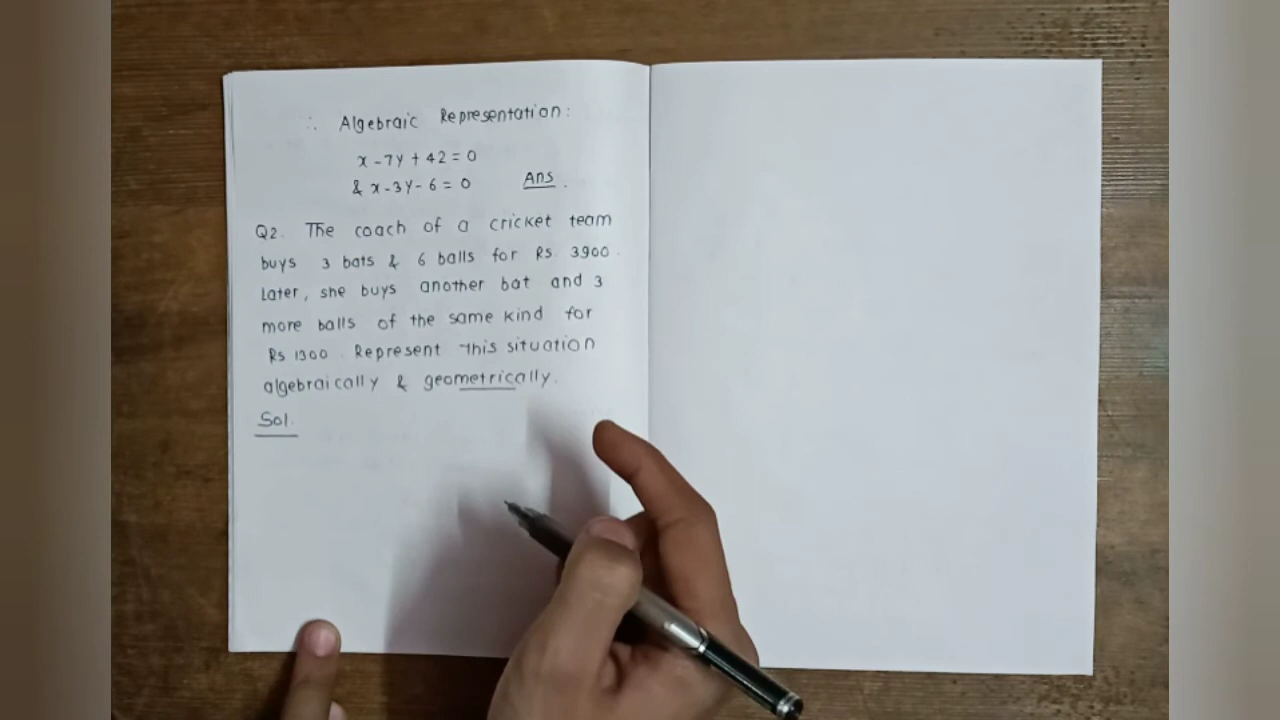 ∴ Algebraic Representation:
x - 7y + 42 = 0
& x - 3y - 6 = 0 Ans.
Q2. The coach of a cricket team
buys 3 bats & 6 balls for Rs. 3900.
Later, she buys another bat and 3
more balls of the same kind for
Rs 1300. Represent this situation
algebraically & geometrically.
Sol.